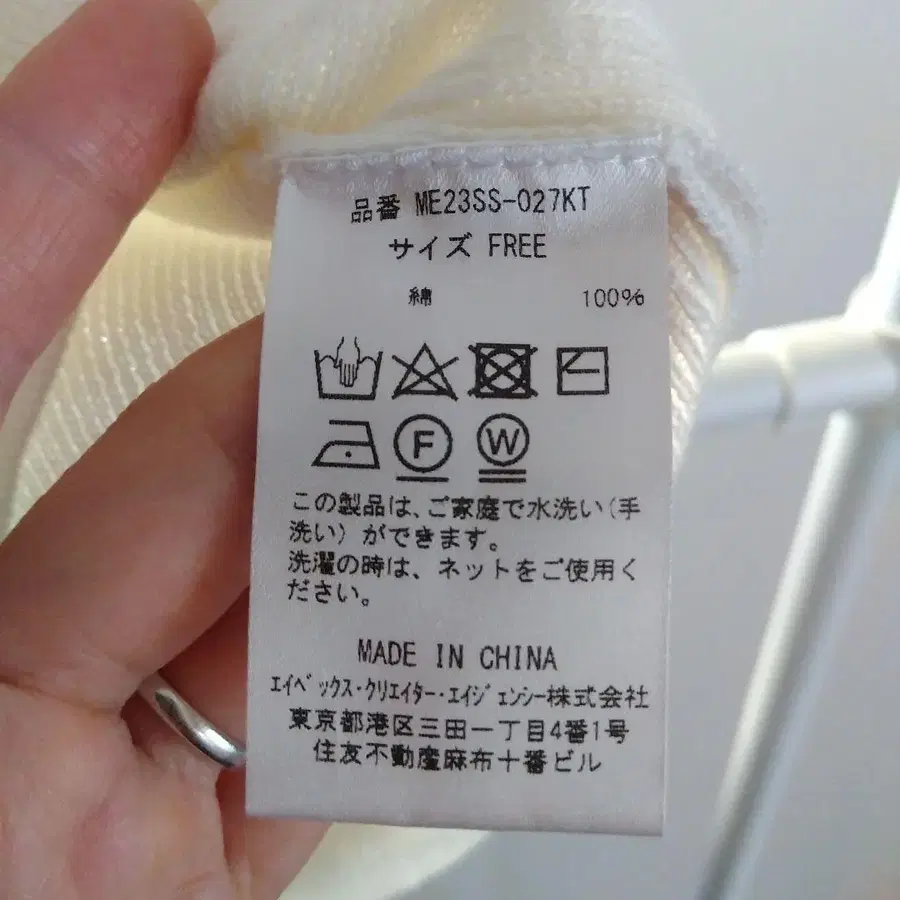 品番 ME23SS-027KT
サイズ FREE
綿 100%
F W
この製品は、ご家庭で水洗い(手
洗い)ができます。
洗濯の時は、ネットをご使用く
ださい。
MADE IN CHINA
エイベックス・クリエイター・エイジェンシー株式会社
東京都港区三田一丁目4番1号
住友不動産麻布十番ビル